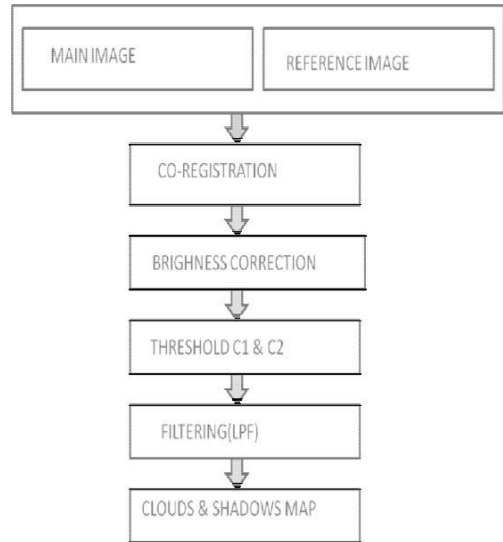 MAIN IMAGE
REFERENCE IMAGE
CO-REGISTRATION
BRIGHNESS CORRECTION
THRESHOLD C1 & C2
FILTERING(LPF)
CLOUDS & SHADOWS MAP